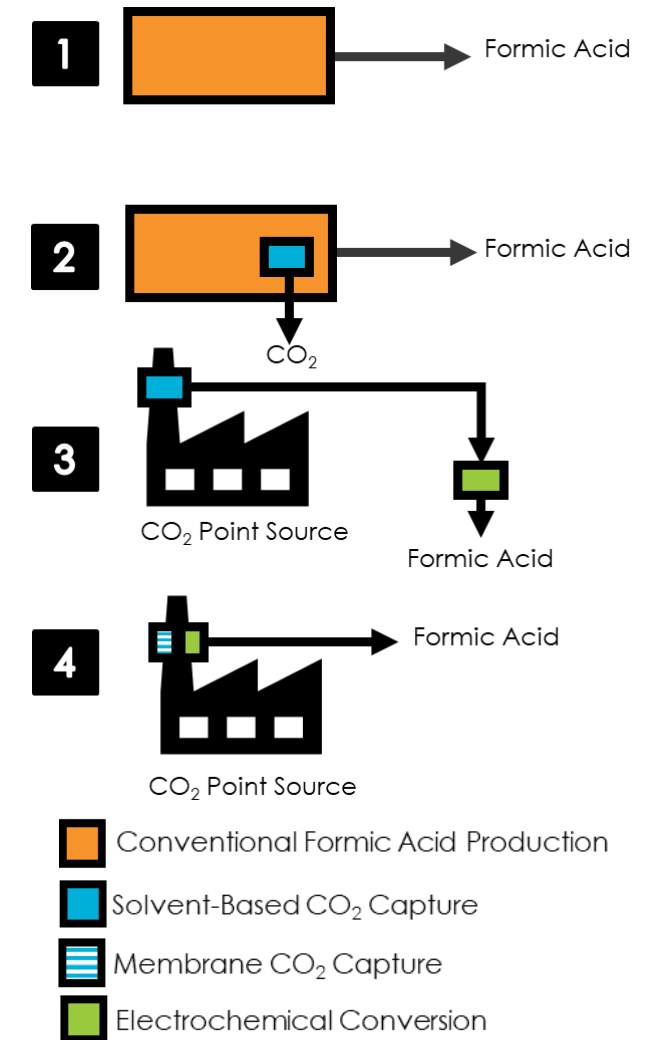 1
Formic Acid
2
Formic Acid
CO₂
3
CO₂ Point Source
Formic Acid
4
Formic Acid
CO₂ Point Source
Conventional Formic Acid Production
Solvent-Based CO₂ Capture
Membrane CO₂ Capture
Electrochemical Conversion